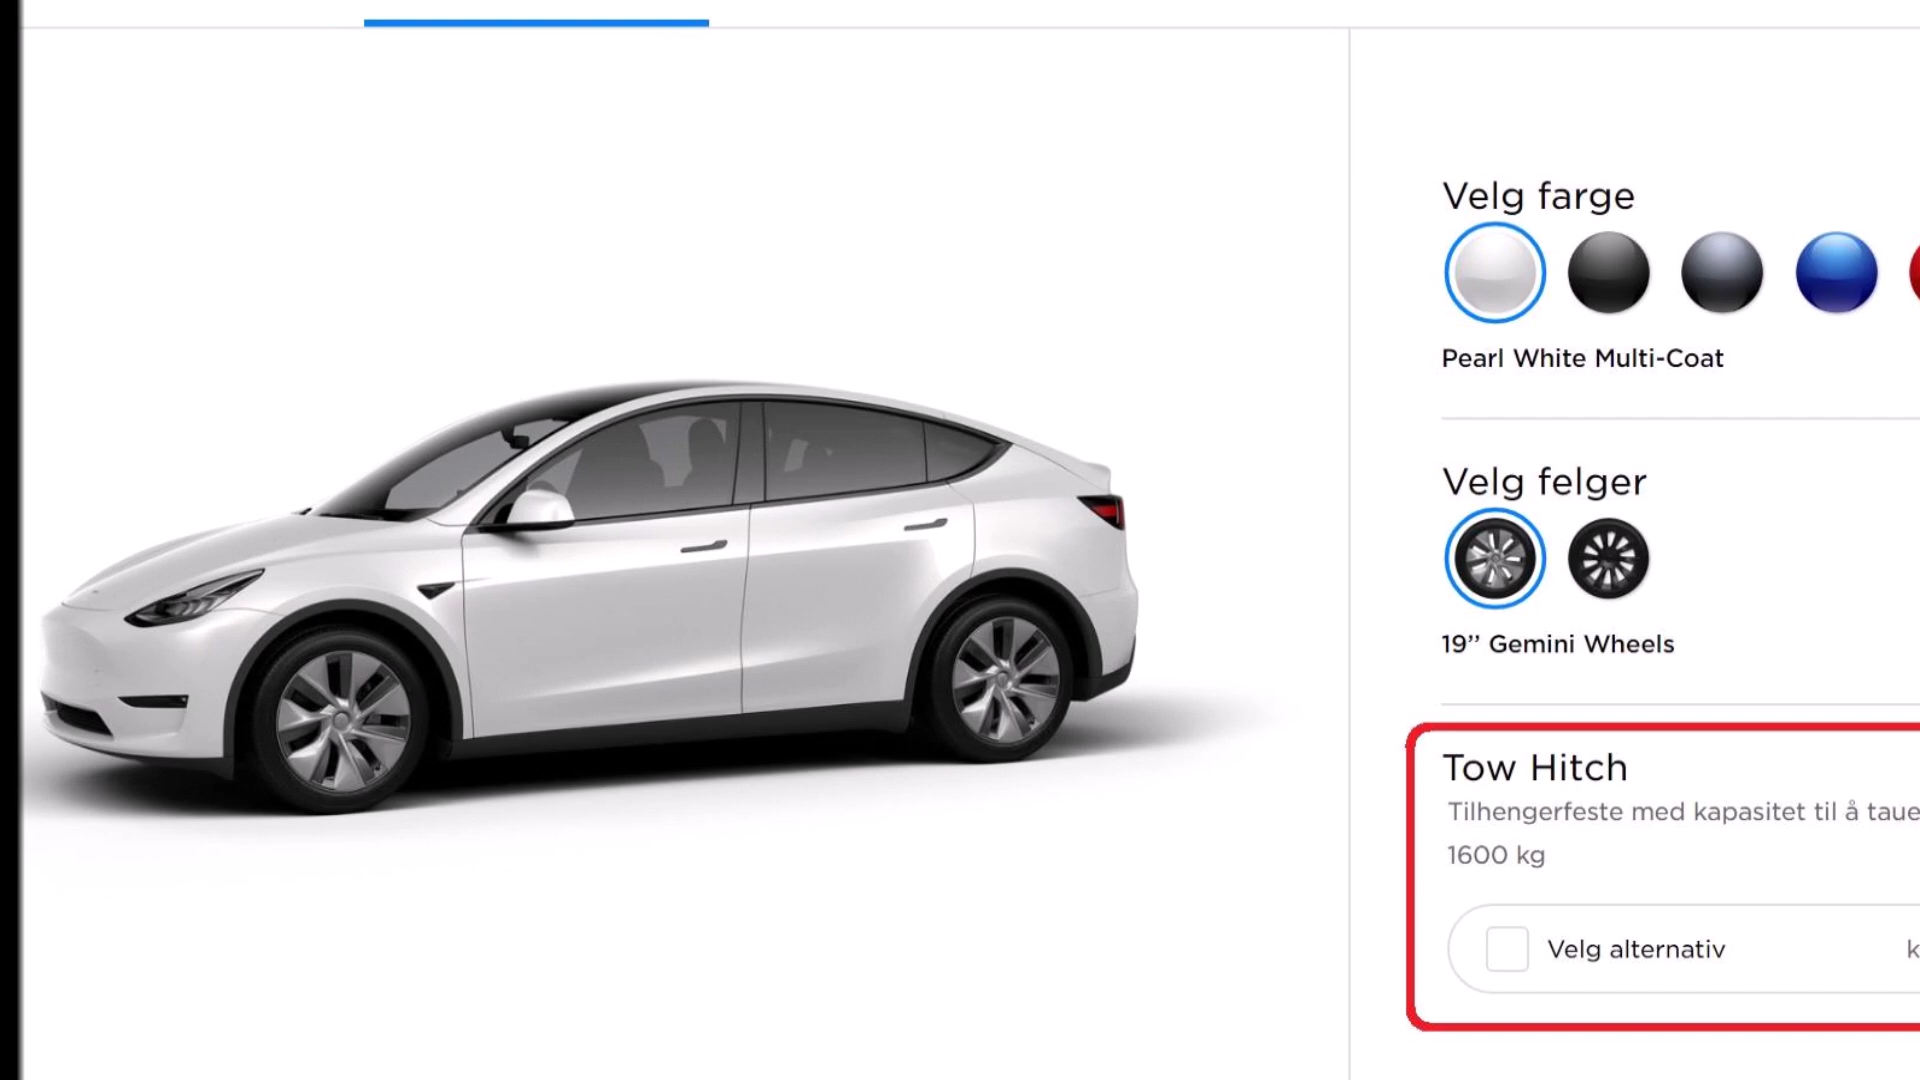 Velg farge
Pearl White Multi-Coat
Velg felger
19’’ Gemini Wheels
Tow Hitch
Tilhengerfeste med kapasitet til å taue
1600 kg
Velg alternativ